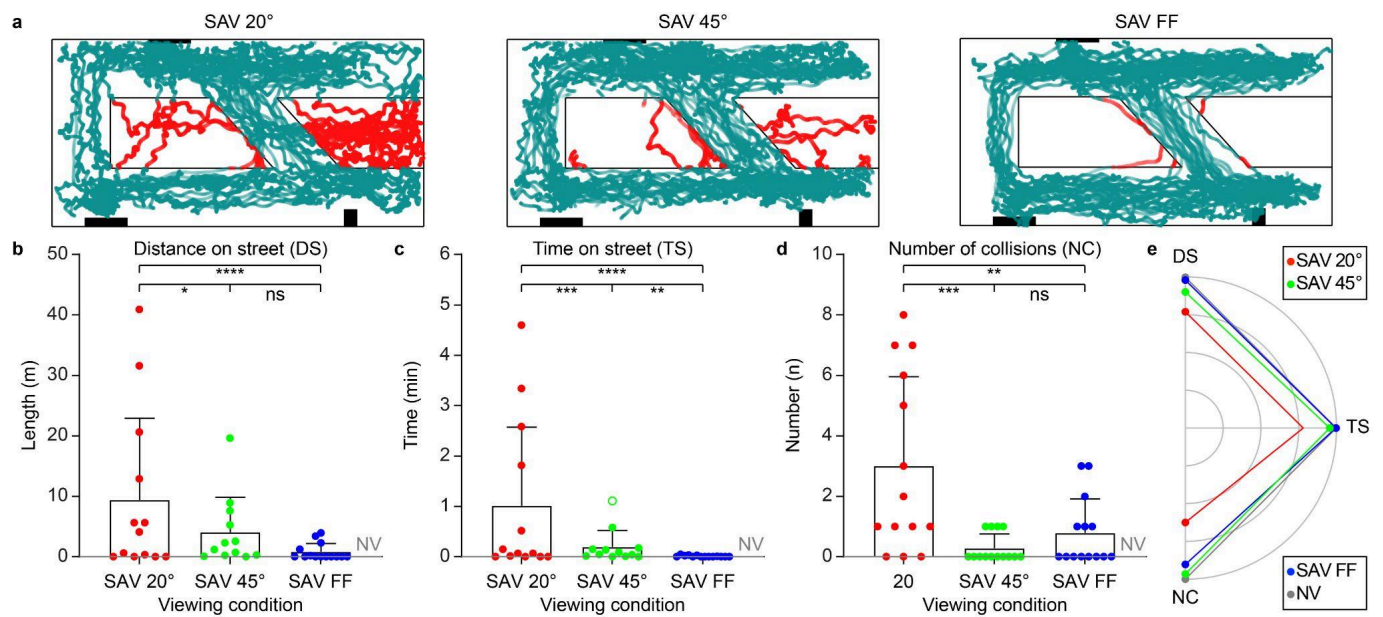 a
SAV 20°
SAV 45°
SAV FF
b
Distance on street (DS)
50
40
30
20
10
0
Length (m)
****
*
ns
NV
SAV 20°
SAV 45°
SAV FF
Viewing condition
c
Time on street (TS)
6
5
4
3
2
1
0
Time (min)
****
***
**
NV
SAV 20°
SAV 45°
SAV FF
Viewing condition
d
Number of collisions (NC)
10
8
6
4
2
0
Number (n)
**
***
ns
NV
20
SAV 45°
SAV FF
Viewing condition
e
DS
TS
NC
SAV 20°
SAV 45°
SAV FF
NV